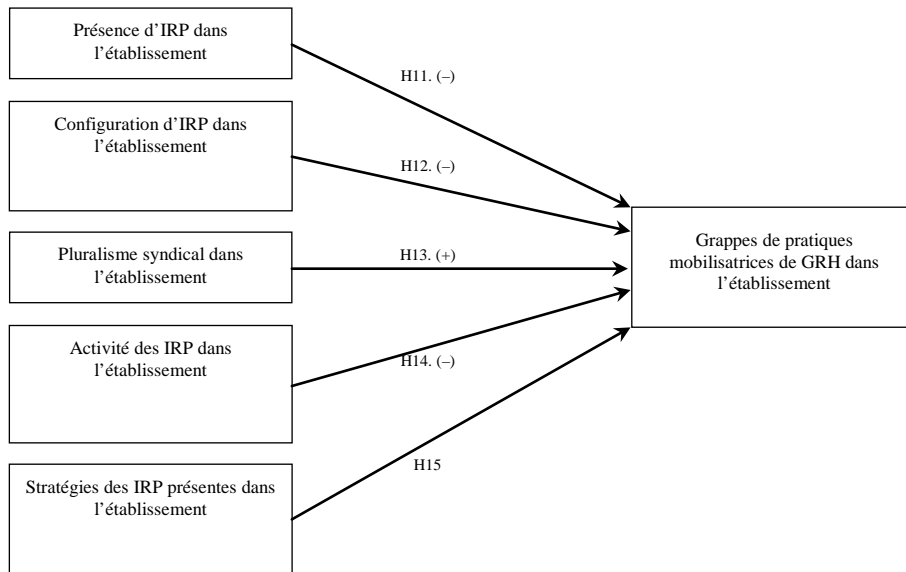 Présence d’IRP dans
l’établissement
H11. (–)
Configuration d’IRP dans
l’établissement
H12. (–)
Pluralisme syndical dans
l’établissement
H13. (+)
Grappes de pratiques
mobilisatrices de GRH dans
l’établissement
Activité des IRP dans
l’établissement
H14. (–)
Stratégies des IRP présentes dans
l’établissement
H15